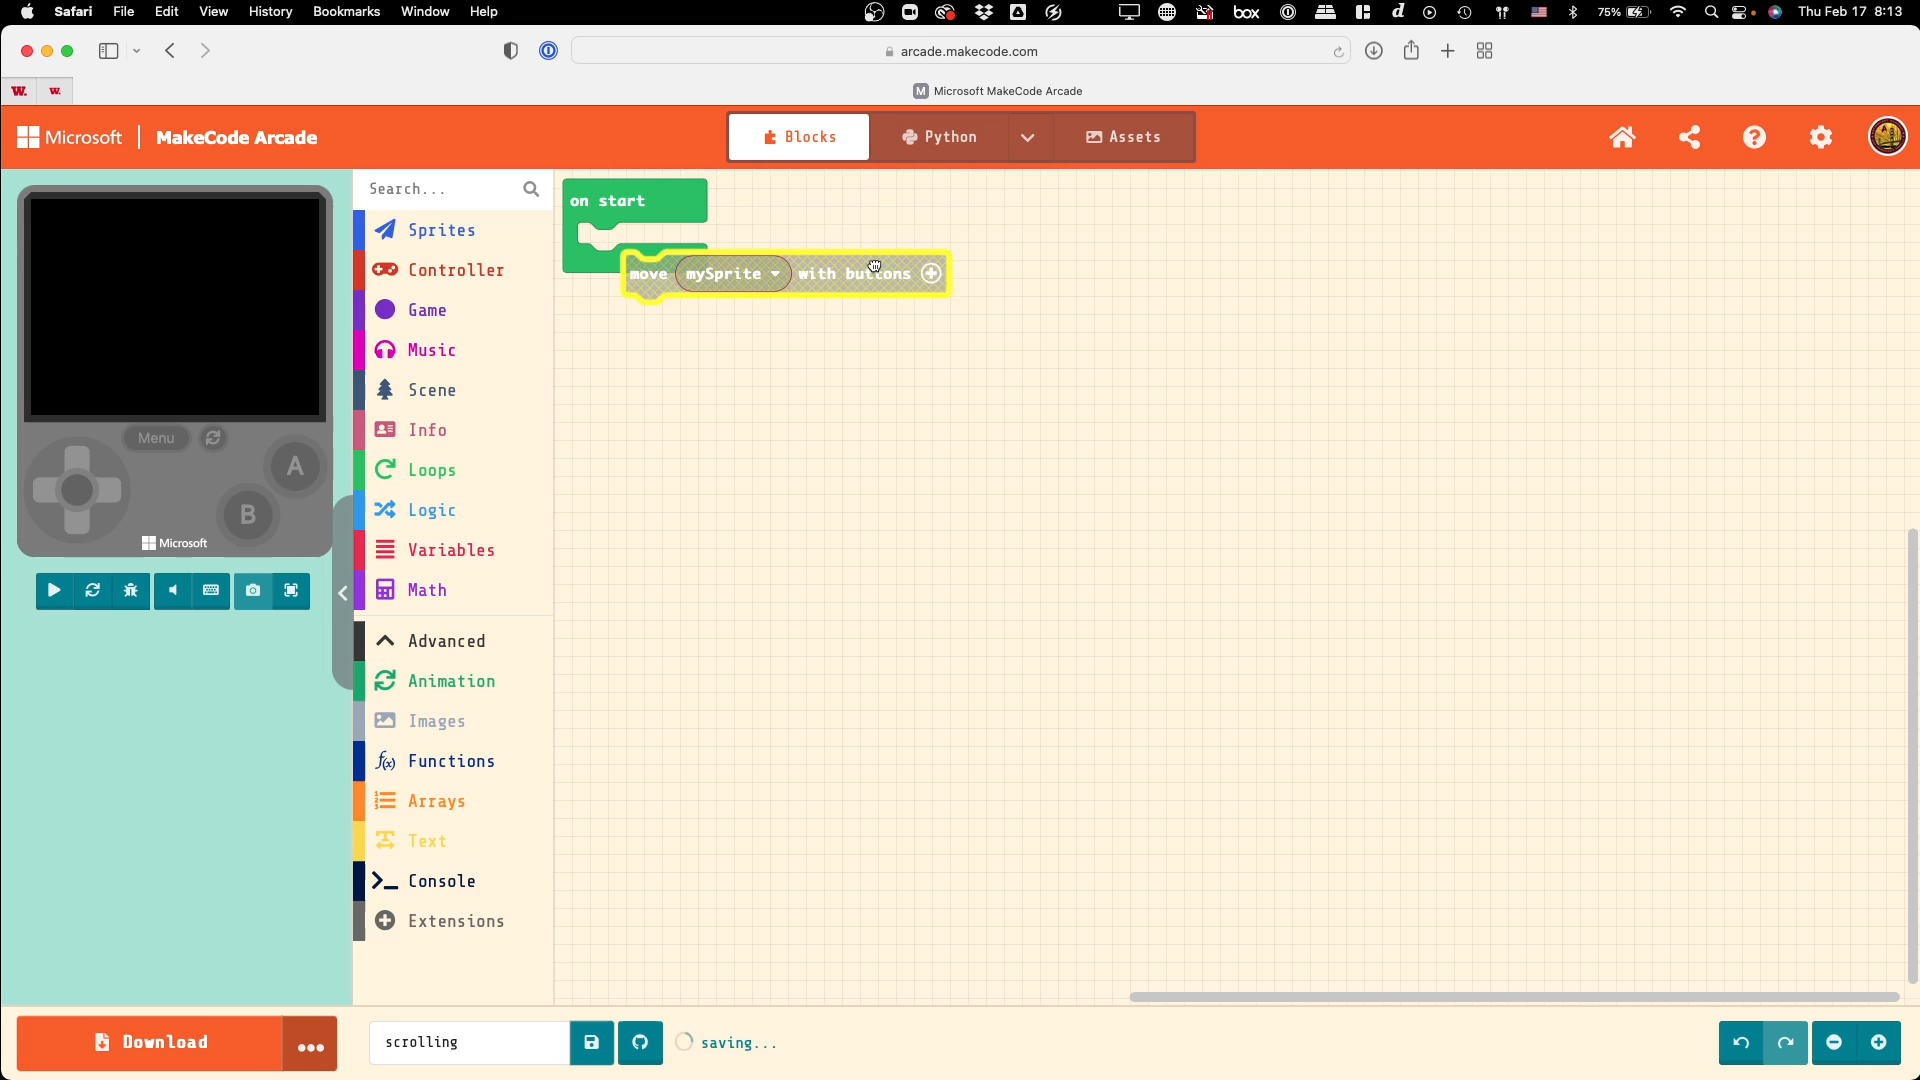 Safari File Edit View History Bookmarks Window Help box 75% Thu Feb 17 8:13
arcade.makecode.com
W. W. M Microsoft MakeCode Arcade
Microsoft MakeCode Arcade Blocks Python Assets
Search...
Sprites
Controller
Game
Music
Scene
Info
Loops
Logic
Variables
Math
Advanced
Animation
Images
f(x) Functions
Arrays
Text
Console
Extensions
on start
move mySprite with buttons
Menu
A
B
Microsoft
Download
scrolling
saving...